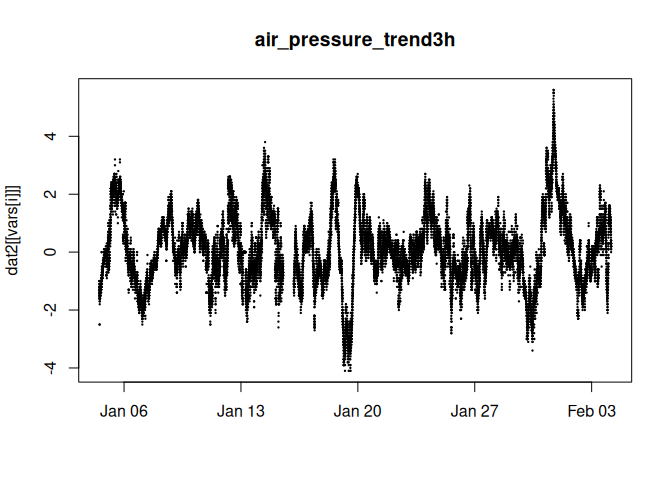 air_pressure_trend3h
dat2[[vars[i]]]
4
2
0
-2
-4
Jan 06
Jan 13
Jan 20
Jan 27
Feb 03